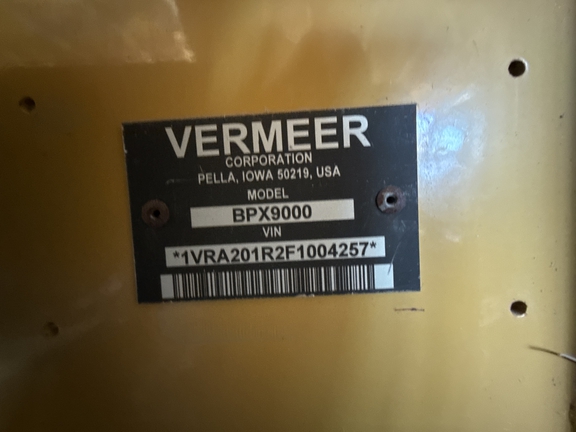 VERMEER
CORPORATION
PELLA, IOWA 50219, USA
MODEL
BPX9000
VIN
*1VRA201R2F1004257*